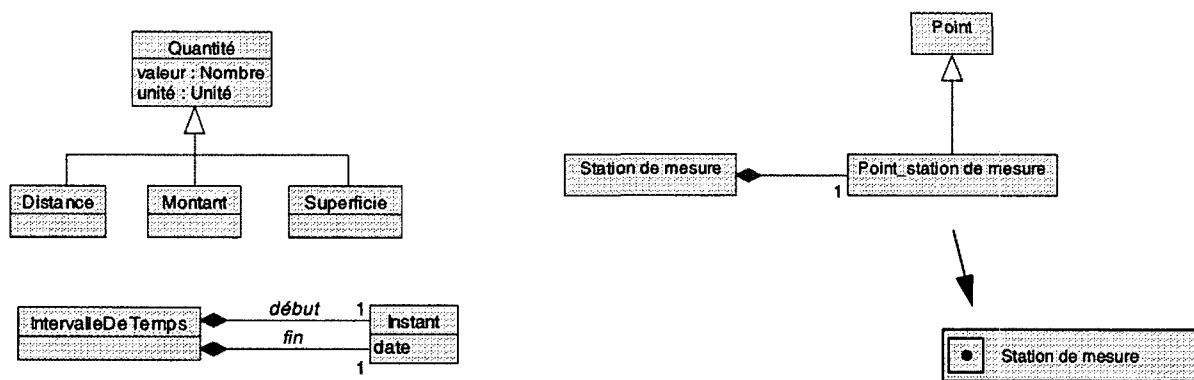 Quantité
valeur : Nombre
unité : Unité
Distance
Montant
Superficie
IntervalleDeTemps
début
1
fin
1
Instant
date
Point
Station de mesure
1
Point_station de mesure
Station de mesure